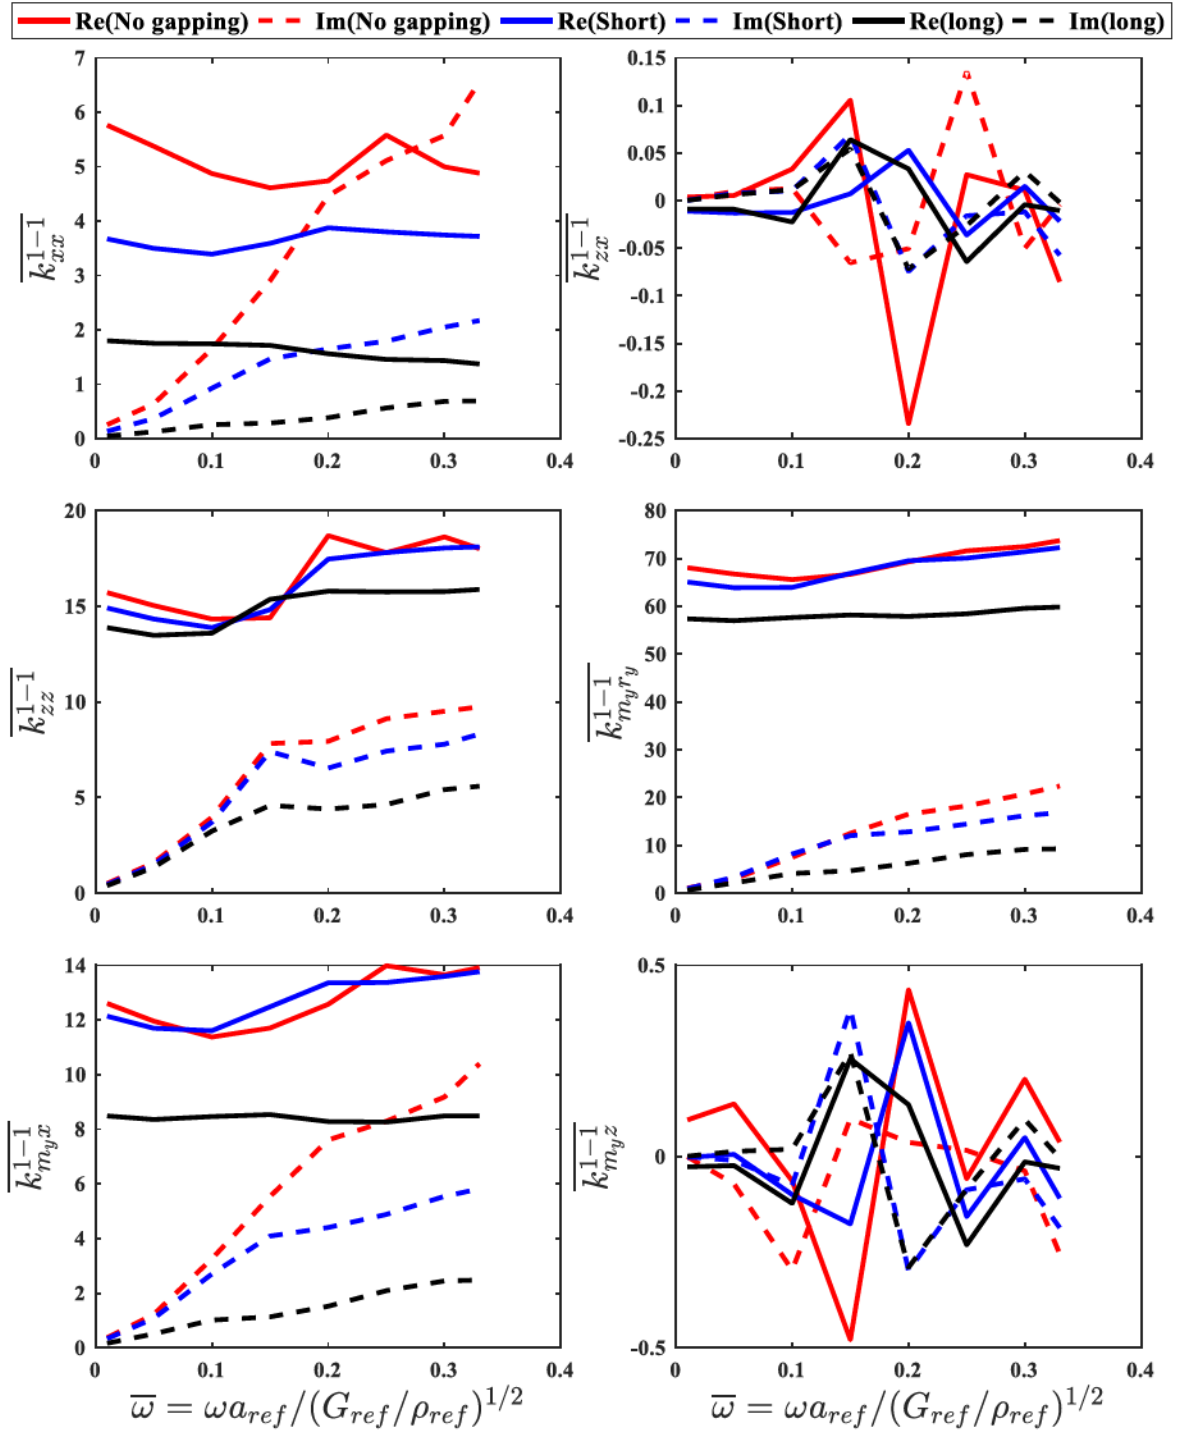 Re(No gapping) Im(No gapping) Re(Short) Im(Short) Re(long) Im(long)
7
6
5
4
3
2
1
0
0 0.1 0.2 0.3 0.4
\overline{k_{xx}^{1-1}}
0.15
0.1
0.05
0
-0.05
-0.1
-0.15
-0.2
-0.25
0 0.1 0.2 0.3 0.4
\overline{k_{zx}^{1-1}}
20
15
10
5
0
0 0.1 0.2 0.3 0.4
\overline{k_{zz}^{1-1}}
80
70
60
50
40
30
20
10
0
0 0.1 0.2 0.3 0.4
\overline{k_{m_y r_y}^{1-1}}
14
12
10
8
6
4
2
0
0 0.1 0.2 0.3 0.4
\overline{k_{m_y x}^{1-1}}
\overline{ω} = ωa_{ref}/(G_{ref}/ρ_{ref})^{1/2}
0.5
0
-0.5
0 0.1 0.2 0.3 0.4
\overline{k_{m_y z}^{1-1}}
\overline{ω} = ωa_{ref}/(G_{ref}/ρ_{ref})^{1/2}